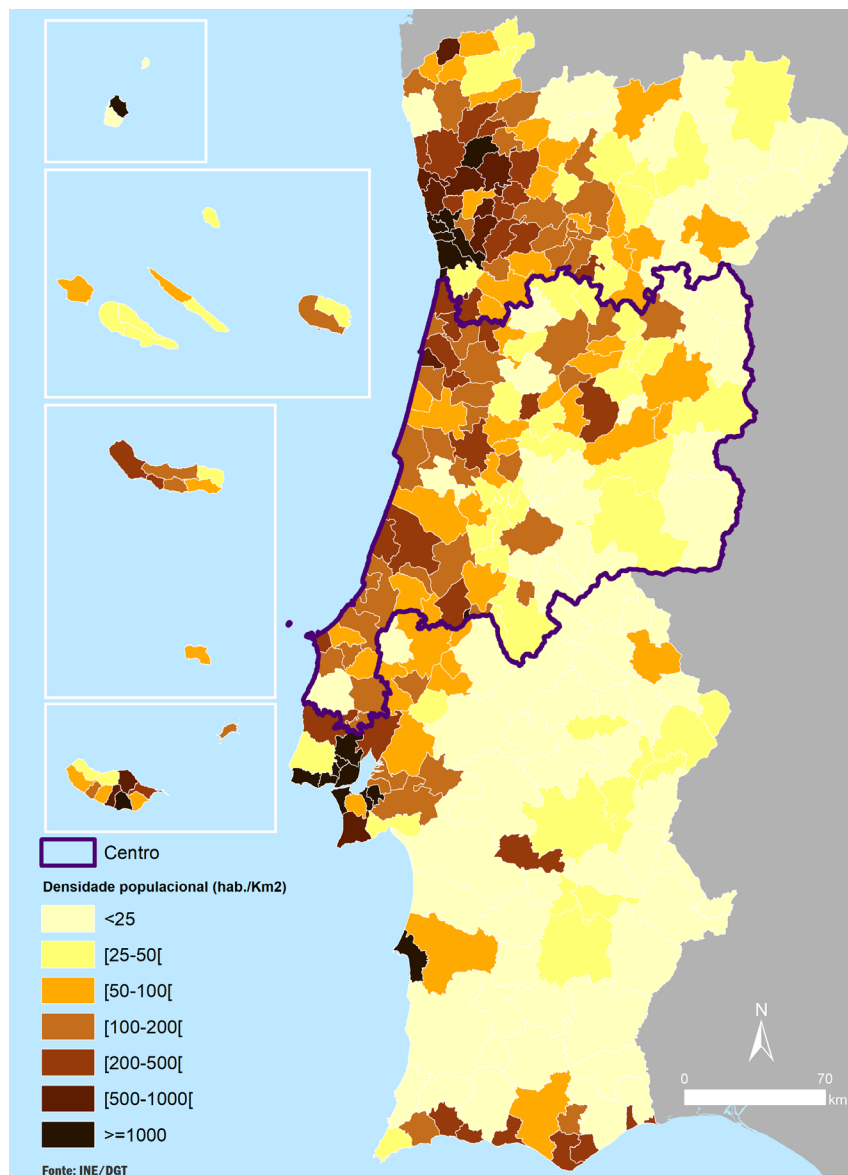 Centro
Densidade populacional (hab./Km2)
<25
[25-50[
[50-100[
[100-200[
[200-500[
[500-1000[
>=1000
Fonte: INE/DGT
N
0 70
km